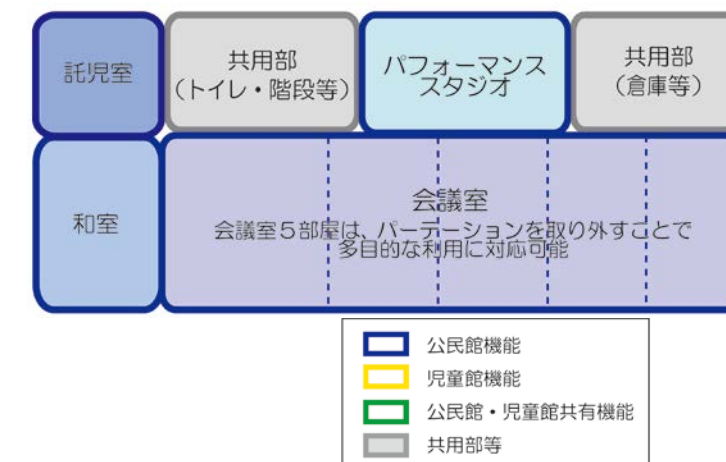 託児室
共用部
（トイレ・階段等）
パフォーマンス
スタジオ
共用部
（倉庫等）
和室
会議室
会議室５部屋は、パーテーションを取り外すことで
多目的な利用に対応可能
公民館機能
児童館機能
公民館・児童館共有機能
共用部等